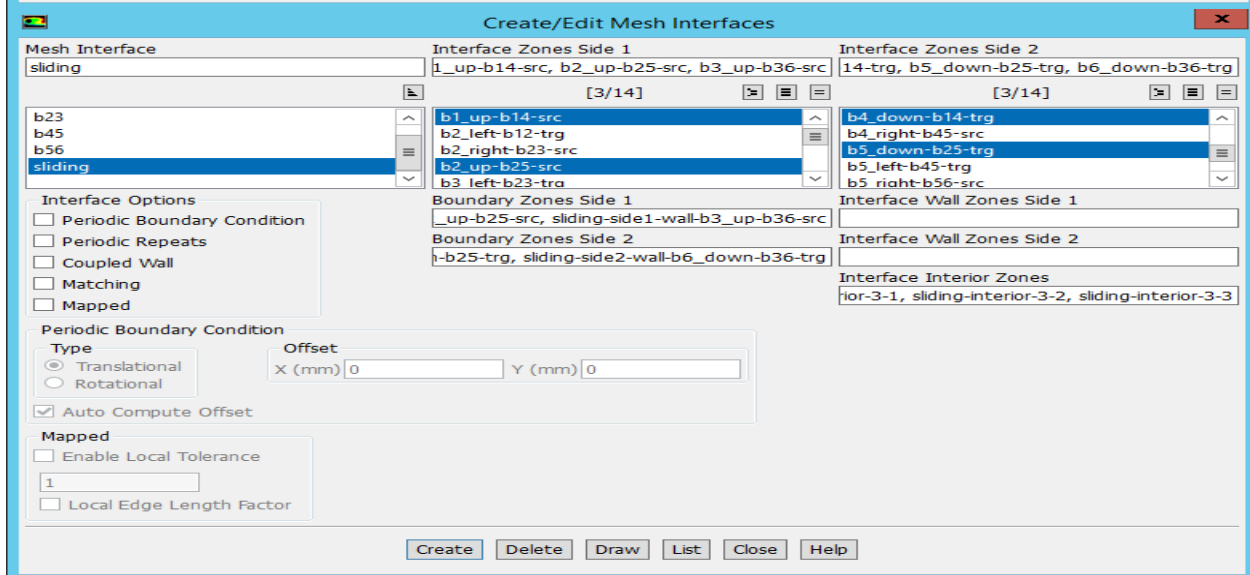 Create/Edit Mesh Interfaces
x
Mesh Interface
Interface Zones Side 1
Interface Zones Side 2
sliding
1_up-b14-src, b2_up-b25-src, b3_up-b36-src
14-trg, b5_down-b25-trg, b6_down-b36-trg
[3/14]
[3/14]
b23
b45
b56
sliding
b1_up-b14-src
b2_left-b12-trg
b2_right-b23-src
b2_up-b25-src
b3_left-b23-trg
b4_down-b14-trg
b4_right-b45-src
b5_down-b25-trg
b5_left-b45-trg
b5_right-b56-src
Interface Options
Periodic Boundary Condition
Periodic Repeats
Coupled Wall
Matching
Mapped
Boundary Zones Side 1
_up-b25-src, sliding-side1-wall-b3_up-b36-src
Boundary Zones Side 2
n-b25-trg, sliding-side2-wall-b6_down-b36-trg
Interface Wall Zones Side 1
Interface Wall Zones Side 2
Interface Interior Zones
rior-3-1, sliding-interior-3-2, sliding-interior-3-3
Periodic Boundary Condition
Type
Translational
Rotational
Offset
X (mm) 0
Y (mm) 0
Auto Compute Offset
Mapped
Enable Local Tolerance
1
Local Edge Length Factor
Create
Delete
Draw
List
Close
Help